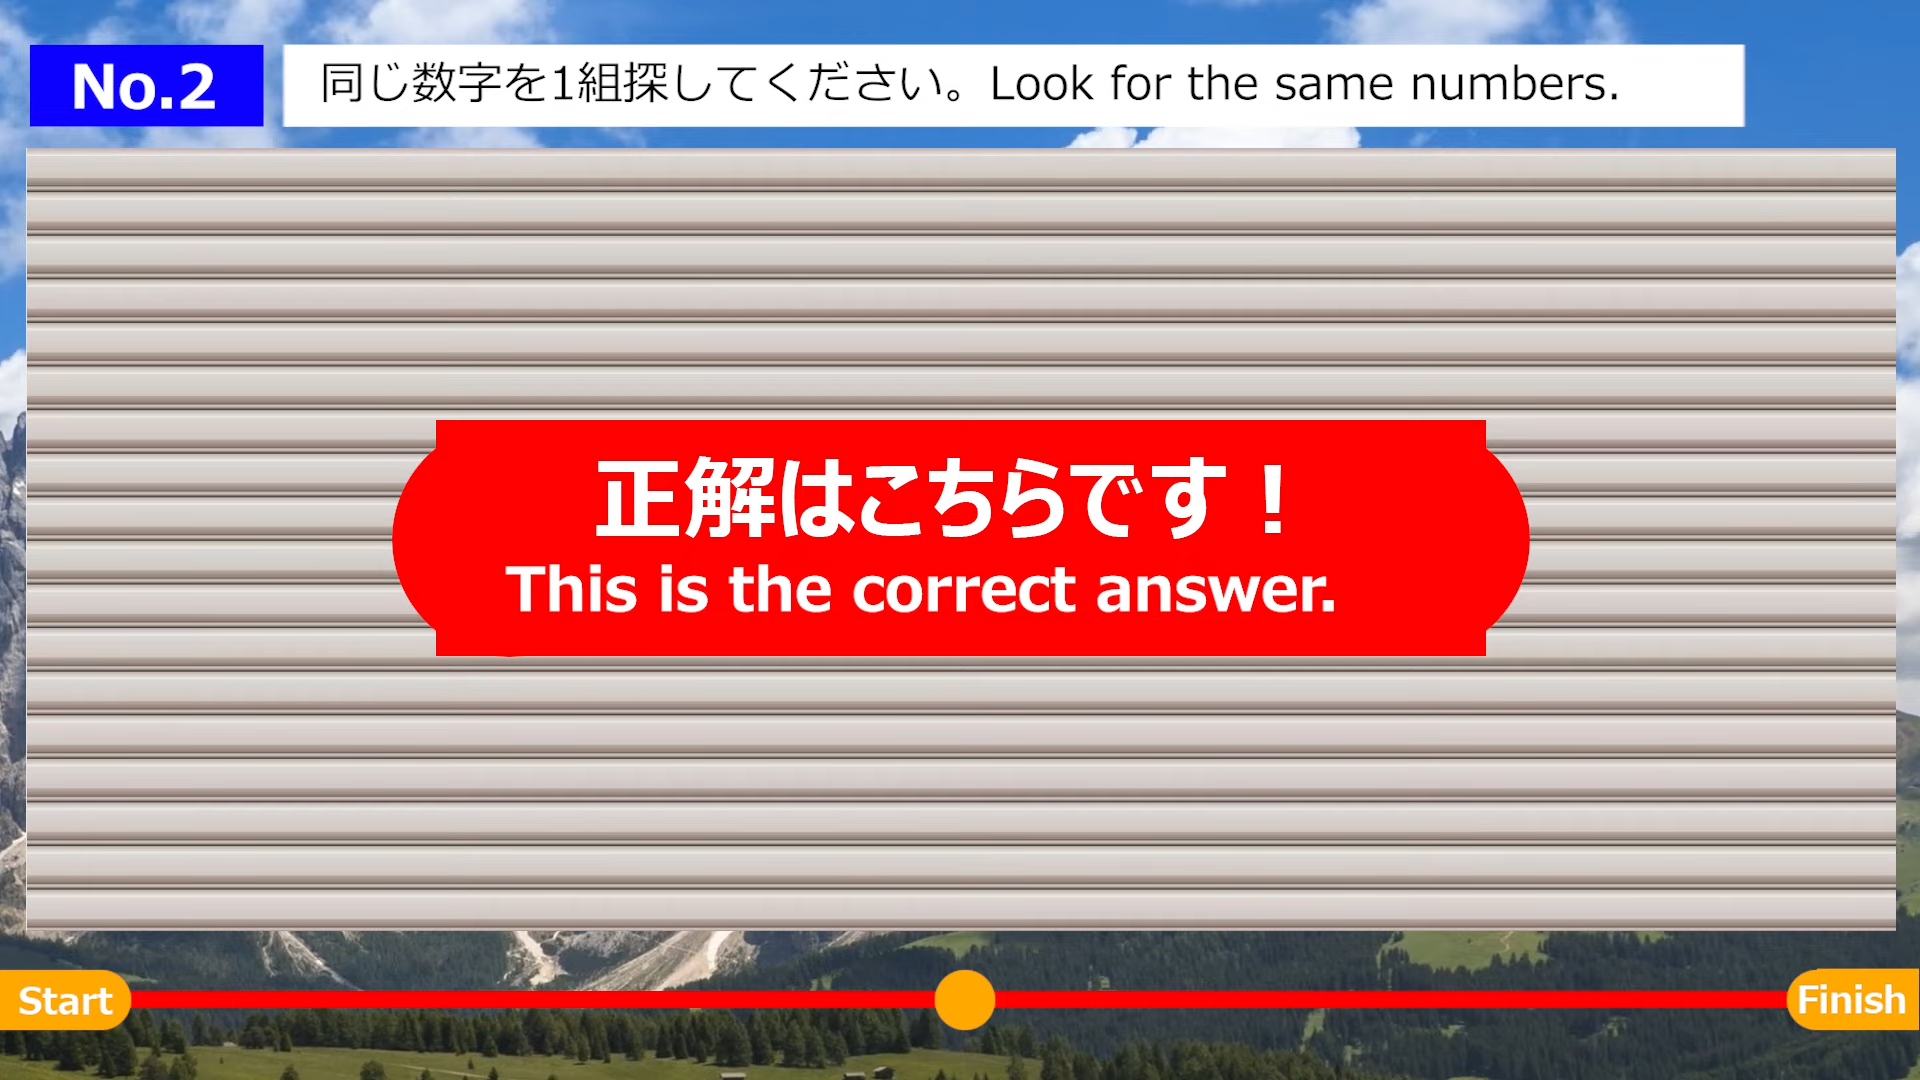 No.2
同じ数字を1組探してください。Look for the same numbers.
正解はこちらです！
This is the correct answer.
Start
Finish